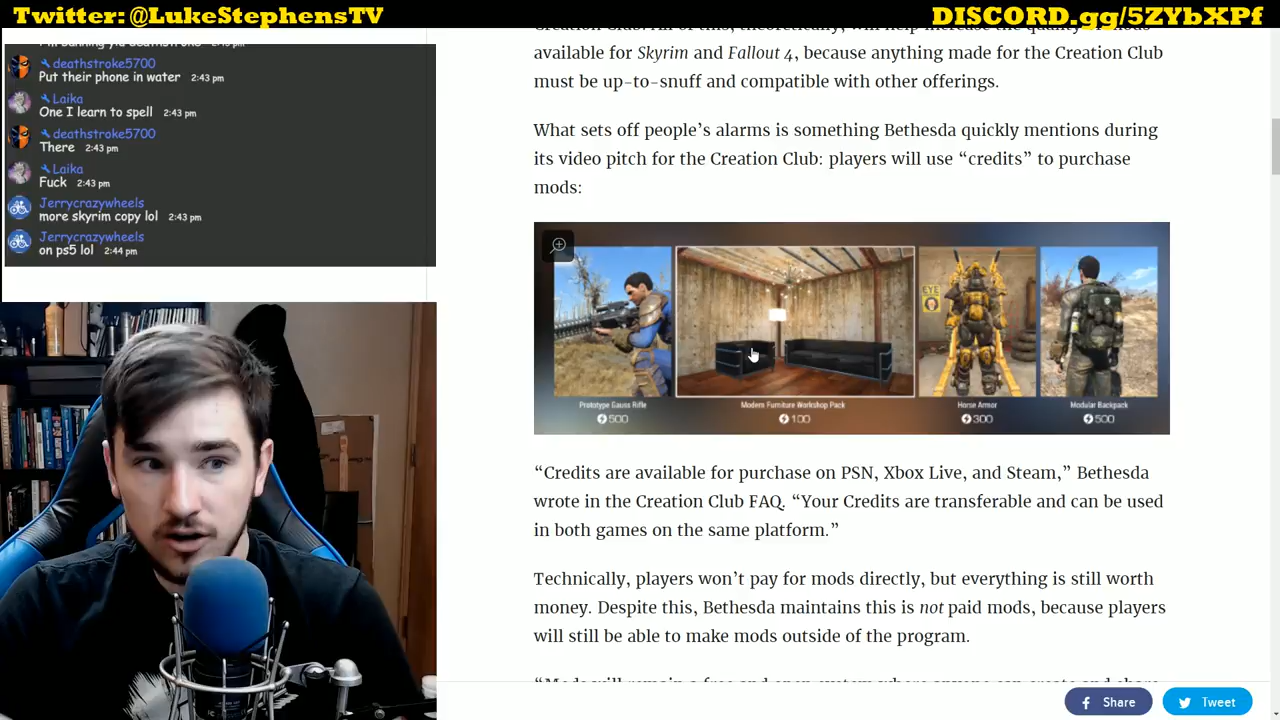 Twitter: @LukeStephensTV
DISCORD.gg/5ZYbXPf
deathstroke5700
Put their phone in water 2:43 pm
Laika
One I learn to spell 2:43 pm
deathstroke5700
There 2:43 pm
Laika
Fuck 2:43 pm
Jerrycrazywheels
more skyrim copy lol 2:43 pm
Jerrycrazywheels
on ps5 lol 2:44 pm
available for Skyrim and Fallout 4, because anything made for the Creation Club
must be up-to-snuff and compatible with other offerings.
What sets off people’s alarms is something Bethesda quickly mentions during
its video pitch for the Creation Club: players will use “credits” to purchase
mods:
EYE
Prototype Gauss Rifle
500
Modern Furniture Workshop Pack
100
Horse Armor
300
Modular Backpack
500
“Credits are available for purchase on PSN, Xbox Live, and Steam,” Bethesda
wrote in the Creation Club FAQ. “Your Credits are transferable and can be used
in both games on the same platform.”
Technically, players won’t pay for mods directly, but everything is still worth
money. Despite this, Bethesda maintains this is not paid mods, because players
will still be able to make mods outside of the program.
Share
Tweet